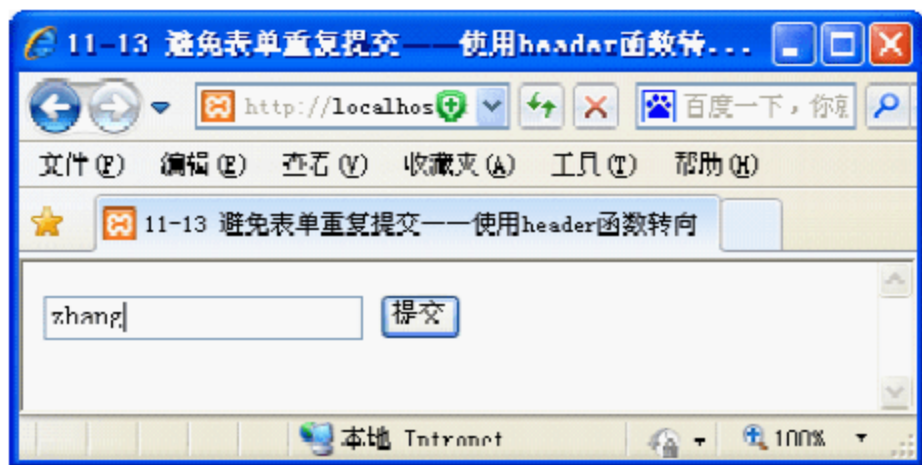 11-13 避免表单重复提交——使用header函数转...
http://localhos 百度一下，你
文件(F) 编辑(E) 查看(V) 收藏夹(A) 工具(T) 帮助(H)
11-13 避免表单重复提交——使用header函数转向
zhang 提交
本地 Intranet 100%